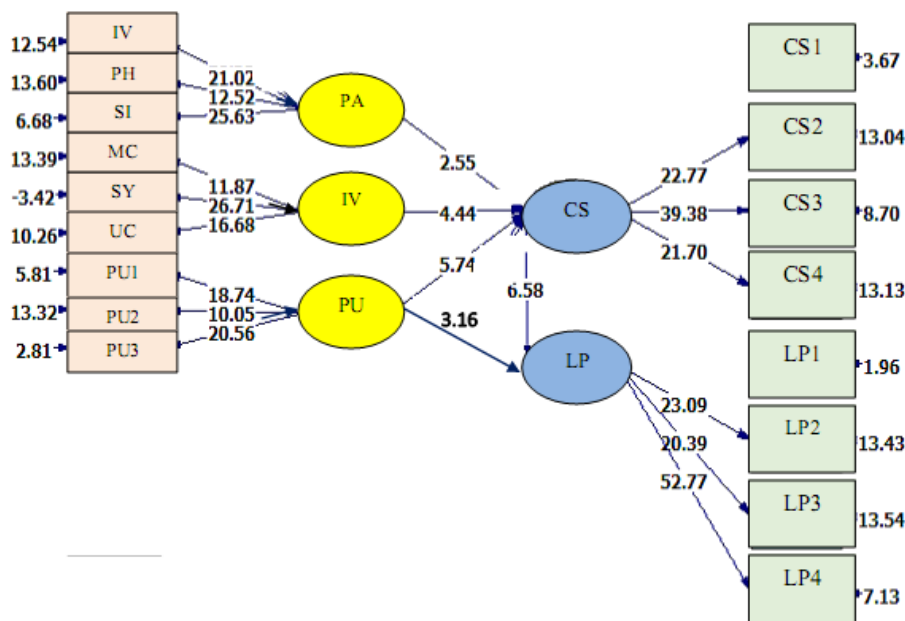 12.54
IV
13.60
PH
6.68
SI
13.39
MC
-3.42
SY
10.26
UC
5.81
PU1
13.32
PU2
2.81
PU3
21.02
12.52
25.63
11.87
26.71
16.68
18.74
10.05
20.56
PA
IV
PU
2.55
4.44
5.74
3.16
6.58
CS
LP
22.77
39.38
21.70
23.09
20.39
52.77
CS1
3.67
CS2
13.04
CS3
8.70
CS4
13.13
LP1
1.96
LP2
13.43
LP3
13.54
LP4
7.13